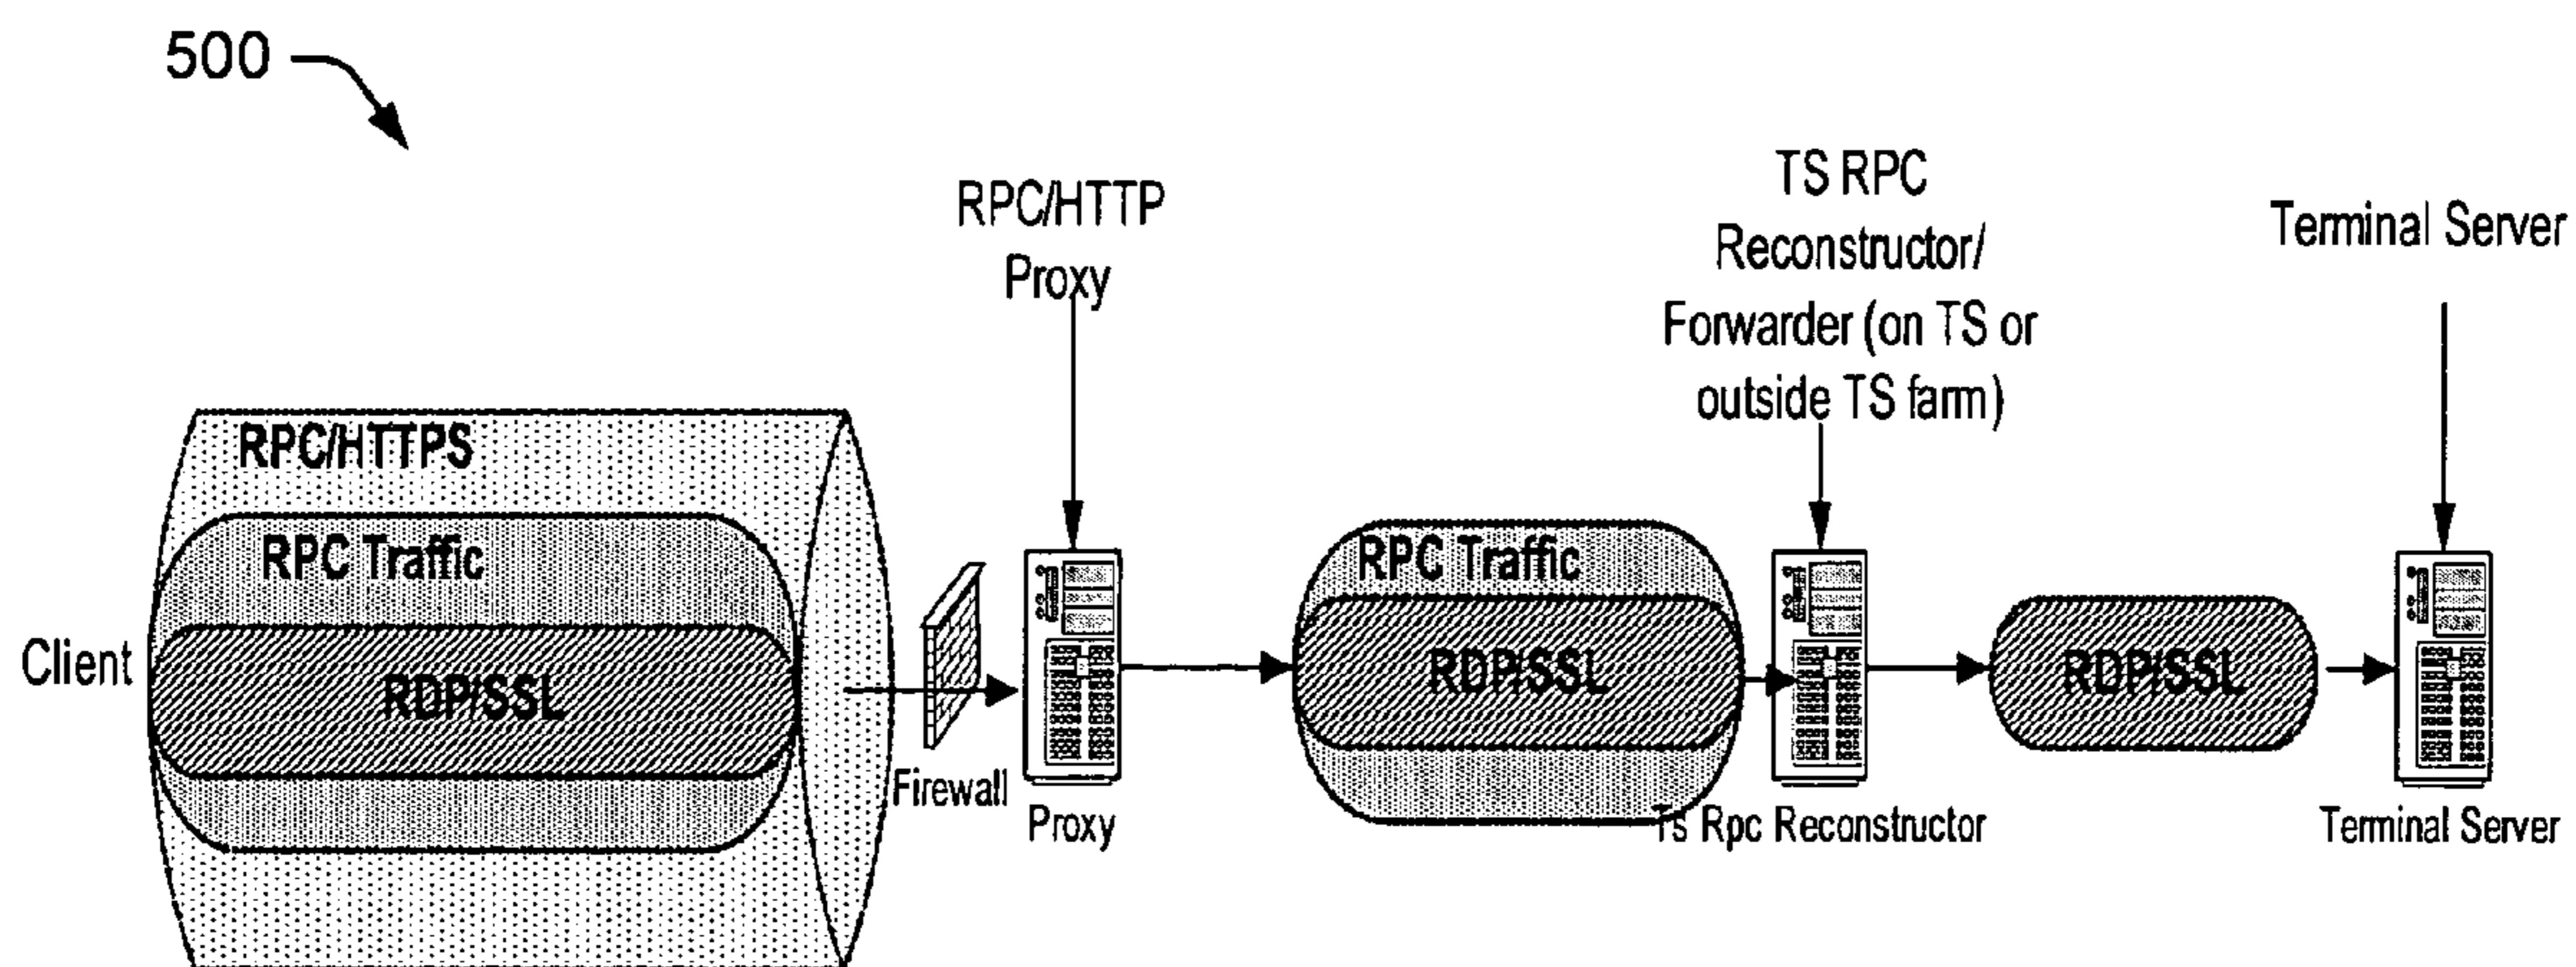 500
RPC/HTTP
Proxy
TS RPC
Reconstructor/
Forwarder (on TS or
outside TS farm)
Terminal Server
RPC/HTTPS
RPC Traffic
RDP/SSL
Client
Firewall
Proxy
RPC Traffic
RDP/SSL
Ts Rpc Reconstructor
RDP/SSL
Terminal Server